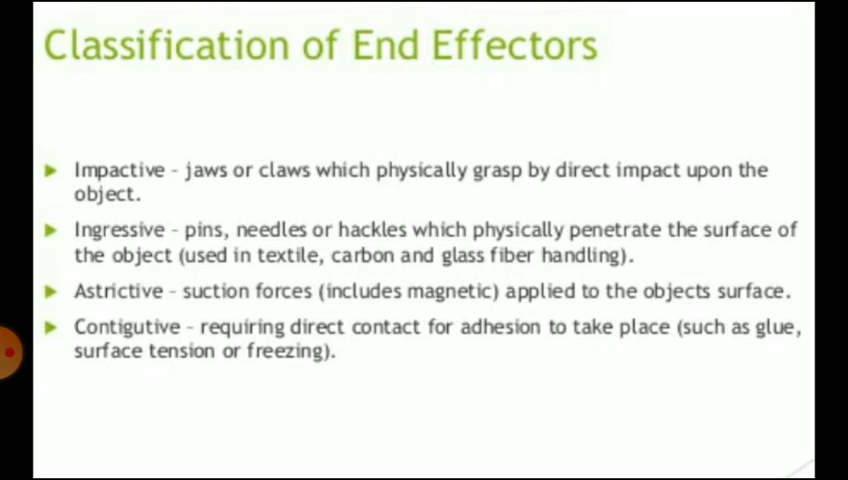 Classification of End Effectors
Impactive - jaws or claws which physically grasp by direct impact upon the
object.
Ingressive - pins, needles or hackles which physically penetrate the surface of
the object (used in textile, carbon and glass fiber handling).
Astrictive - suction forces (includes magnetic) applied to the objects surface.
Contigutive - requiring direct contact for adhesion to take place (such as glue,
surface tension or freezing).